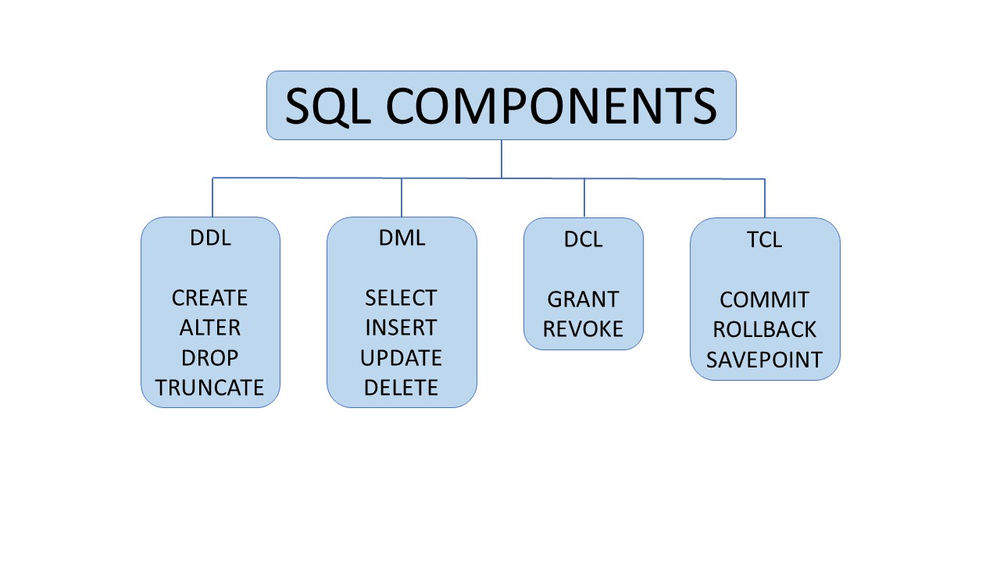 SQL COMPONENTS
DDL
CREATE
ALTER
DROP
TRUNCATE
DML
SELECT
INSERT
UPDATE
DELETE
DCL
GRANT
REVOKE
TCL
COMMIT
ROLLBACK
SAVEPOINT